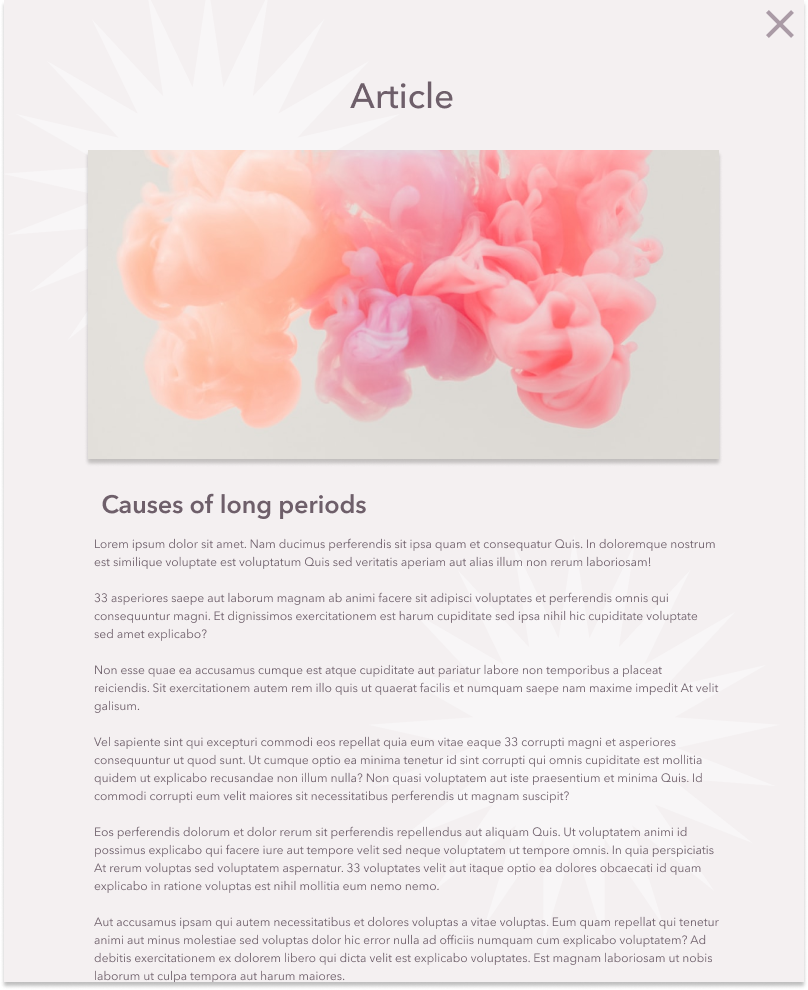 Article
Causes of long periods
Lorem ipsum dolor sit amet. Nam ducimus perferendis sit ipsa quam et consequatur Quis. In doloremque nostrum
est similique voluptate est voluptatum Quis sed veritatis aperiam aut alias illum non rerum laboriosam!
33 asperiores saepe aut laborum magnam ab animi facere sit adipisci voluptates et perferendis omnis qui
consequuntur magni. Et dignissimos exercitationem est harum cupiditate sed ipsa nihil hic cupiditate voluptate
sed amet explicabo?
Non esse quae ea accusamus cumque est atque cupiditate aut pariatur labore non temporibus a placeat
reiciendis. Sit exercitationem autem rem illo quis ut quaerat facilis et numquam saepe nam maxime impedit At velit
galisum.
Vel sapiente sint qui excepturi commodi eos repellat quia eum vitae eaque 33 corrupti magni et asperiores
consequuntur ut quod sunt. Ut cumque optio ea minima tenetur id sint corrupti qui omnis cupiditate est mollitia
quidem ut explicabo recusandae non illum nulla? Non quasi voluptatem aut iste praesentium et minima Quis. Id
commodi corrupti eum velit maiores sit necessitatibus perferendis ut magnam suscipit?
Eos perferendis dolorum et dolor rerum sit perferendis repellendus aut aliquam Quis. Ut voluptatem animi id
possimus explicabo qui facere iure aut tempore velit sed neque voluptatem ut tempore omnis. In quia perspiciatis
At rerum voluptas sed voluptatem aspernatur. 33 voluptates velit aut itaque optio ea dolores obcaecati id quam
explicabo in ratione voluptas est nihil mollitia eum nemo nemo.
Aut accusamus ipsam qui autem necessitatibus et dolores voluptas a vitae voluptas. Eum quam repellat qui tenetur
animi aut minus molestiae sed voluptas dolor hic error nulla ad officiis numquam cum explicabo voluptatem? Ad
debitis exercitationem ex dolorem libero qui dicta velit est explicabo voluptates. Est magnam laboriosam ut nobis
laborum ut culpa tempora aut harum maiores.